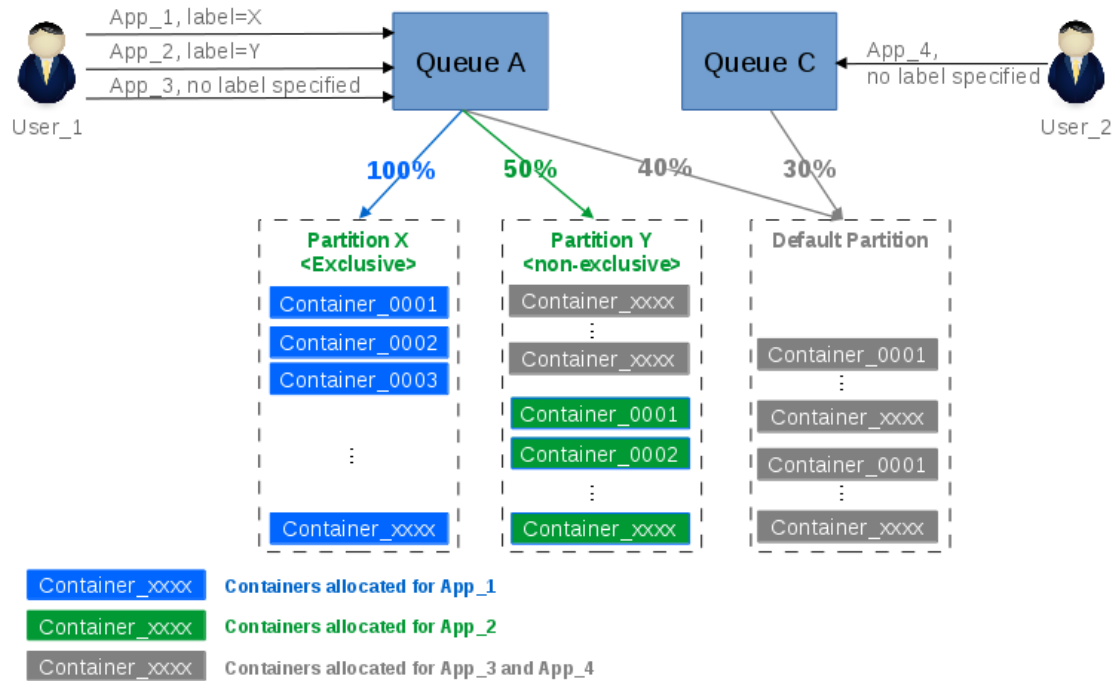 App_1, label=X
App_2, label=Y
App_3, no label specified
User_1
Queue A
Queue C
App_4,
no label specified
User_2
100%
50%
40%
30%
Partition X
<Exclusive>
Container_0001
Container_0002
Container_0003
⋮
Container_xxxx
Partition Y
<non-exclusive>
Container_xxxx
⋮
Container_xxxx
Container_0001
Container_0002
⋮
Container_xxxx
Default Partition
Container_0001
⋮
Container_xxxx
Container_0001
⋮
Container_xxxx
Container_xxxx Containers allocated for App_1
Container_xxxx Containers allocated for App_2
Container_xxxx Containers allocated for App_3 and App_4